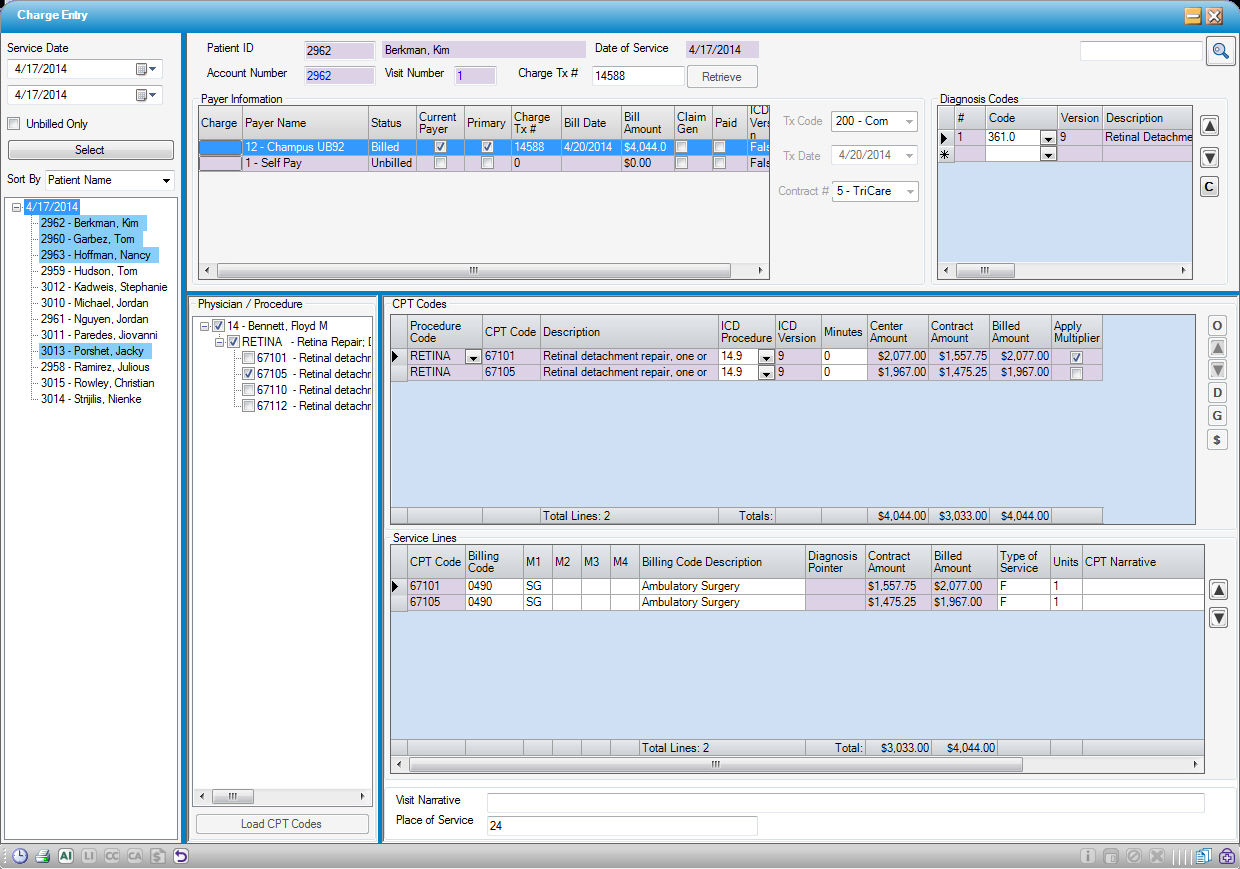 Charge Entry
Service Date
4/17/2014
4/17/2014
Unbilled Only
Select
Sort By Patient Name
4/17/2014
2962 - Berkman, Kim
2960 - Garbez, Tom
2963 - Hoffman, Nancy
2959 - Hudson, Tom
3012 - Kadweis, Stephanie
3010 - Michael, Jordan
2961 - Nguyen, Jordan
3011 - Paredes, Jiovanni
3013 - Porshet, Jacky
2958 - Ramirez, Julious
3015 - Rowley, Christian
3014 - Strijilis, Nienke
Patient ID 2962 Berkman, Kim Date of Service 4/17/2014
Account Number 2962 Visit Number 1 Charge Tx # 14588 Retrieve
Payer Information
Charge Payer Name Status Current Payer Primary Charge Tx # Bill Date Bill Amount Claim Gen Paid ICD Vers n
12 - Champus UB92 Billed 14588 4/20/2014 $4,044.0 Fals
1 - Self Pay Unbilled 0 $0.00 Fals
Tx Code 200 - Com
Tx Date 4/20/2014
Contract # 5 - TriCare
Diagnosis Codes
# Code Version Description
1 361.0 9 Retinal Detachme
C
Physician / Procedure
14 - Bennett, Floyd M
RETINA - Retina Repair; D
67101 - Retinal detachr
67105 - Retinal detachr
67110 - Retinal detachr
67112 - Retinal detachr
Load CPT Codes
CPT Codes
Procedure Code CPT Code Description ICD Procedure ICD Version Minutes Center Amount Contract Amount Billed Amount Apply Multiplier
RETINA 67101 Retinal detachment repair, one or 14.9 9 0 $2,077.00 $1,557.75 $2,077.00
RETINA 67105 Retinal detachment repair, one or 14.9 9 0 $1,967.00 $1,475.25 $1,967.00
Total Lines: 2 Totals: $4,044.00 $3,033.00 $4,044.00
O
D
G
$
Service Lines
CPT Code Billing Code M1 M2 M3 M4 Billing Code Description Diagnosis Pointer Contract Amount Billed Amount Type of Service Units CPT Narrative
67101 0490 SG Ambulatory Surgery $1,557.75 $2,077.00 F 1
67105 0490 SG Ambulatory Surgery $1,475.25 $1,967.00 F 1
Total Lines: 2 Total: $3,033.00 $4,044.00
Visit Narrative
Place of Service 24
AI LI CC CA $